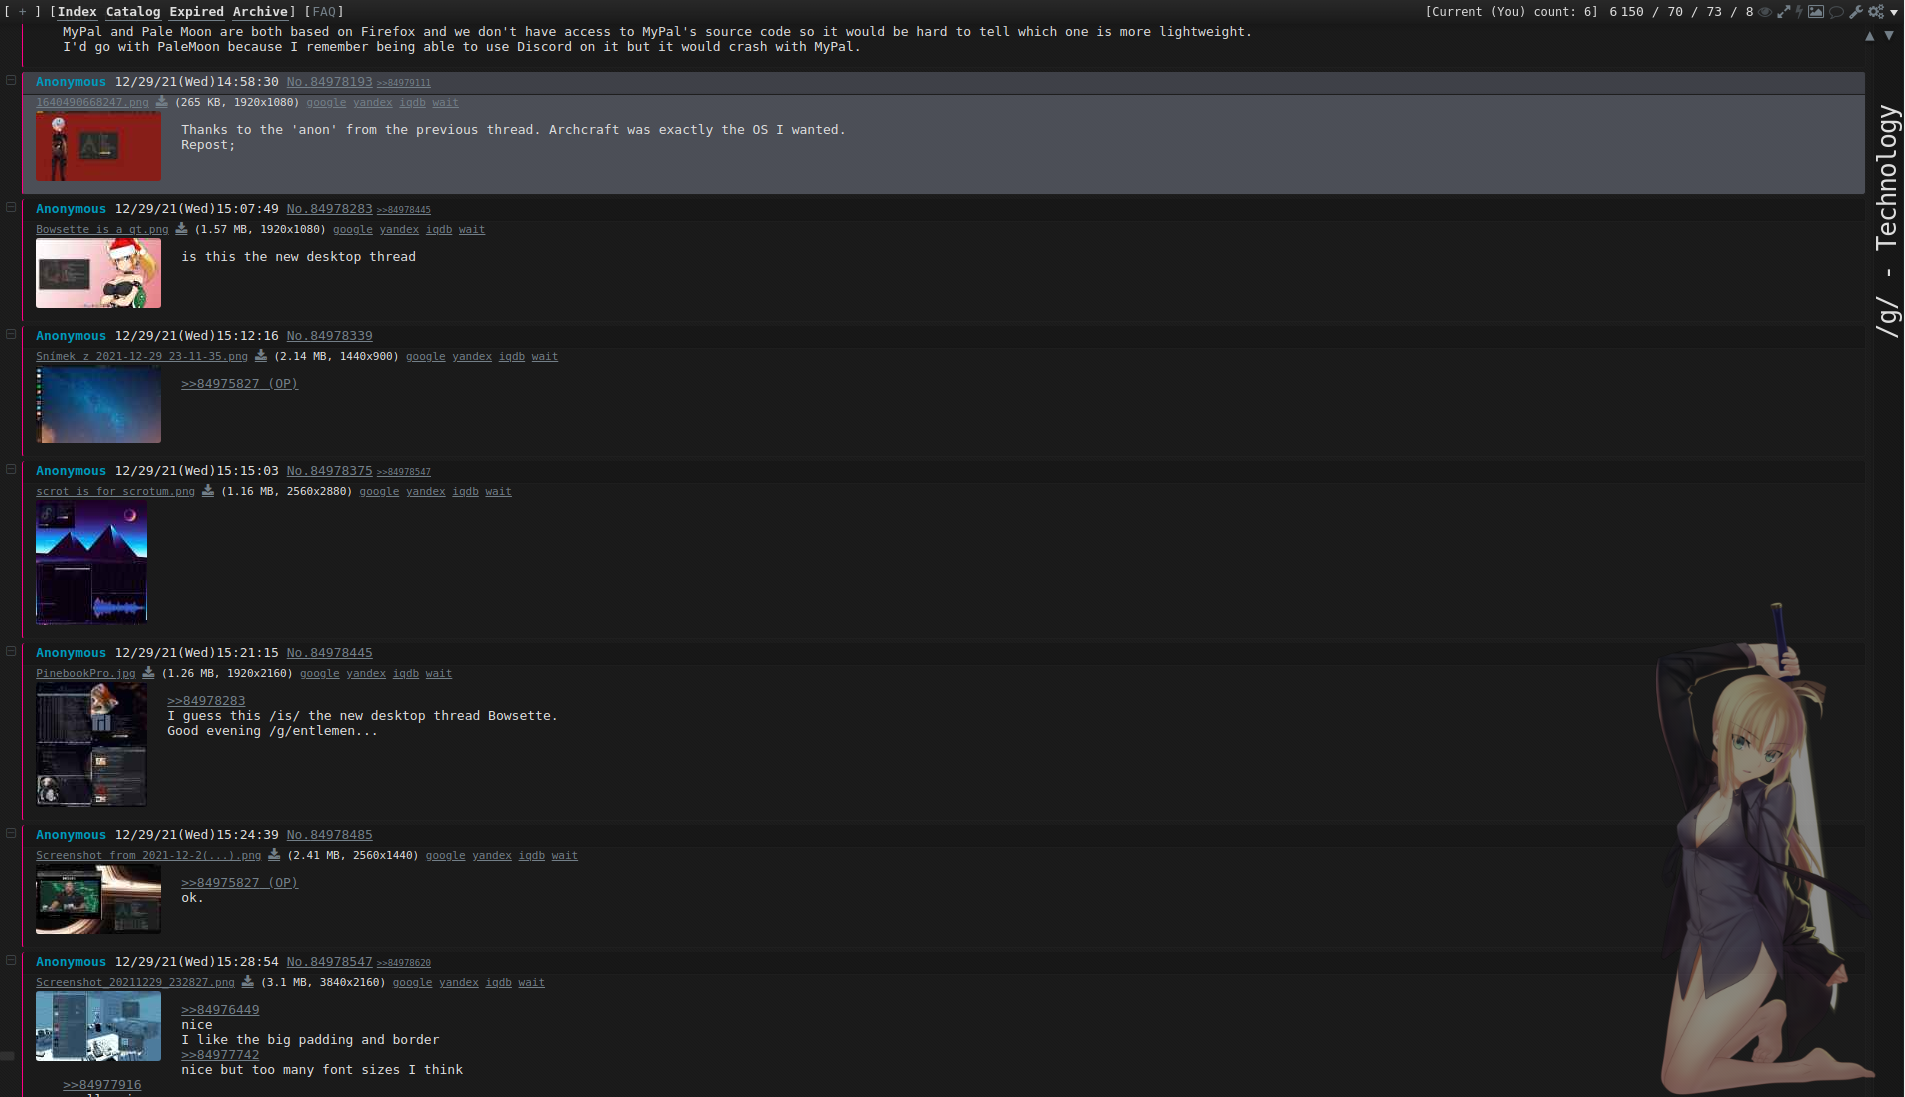 [ + ] [Index Catalog Expired Archive] [FAQ]
[Current (You) count: 6] 6 150 / 70 / 73 / 8
MyPal and Pale Moon are both based on Firefox and we don't have access to MyPal's source code so it would be hard to tell which one is more lightweight.
I'd go with PaleMoon because I remember being able to use Discord on it but it would crash with MyPal.
Anonymous 12/29/21(Wed)14:58:30 No.84978193 >>84979111
1640490668247.png (265 KB, 1920x1080) google yandex iqdb wait
Thanks to the 'anon' from the previous thread. Archcraft was exactly the OS I wanted.
Repost;
Anonymous 12/29/21(Wed)15:07:49 No.84978283 >>84978445
Bowsette is a qt.png (1.57 MB, 1920x1080) google yandex iqdb wait
is this the new desktop thread
Anonymous 12/29/21(Wed)15:12:16 No.84978339
Snímek z 2021-12-29 23-11-35.png (2.14 MB, 1440x900) google yandex iqdb wait
>>84975827 (OP)
Anonymous 12/29/21(Wed)15:15:03 No.84978375 >>84978547
scrot is for scrotum.png (1.16 MB, 2560x2880) google yandex iqdb wait
Anonymous 12/29/21(Wed)15:21:15 No.84978445
PinebookPro.jpg (1.26 MB, 1920x2160) google yandex iqdb wait
>>84978283
I guess this /is/ the new desktop thread Bowsette.
Good evening /g/entlemen...
Anonymous 12/29/21(Wed)15:24:39 No.84978485
Screenshot from 2021-12-2(...).png (2.41 MB, 2560x1440) google yandex iqdb wait
>>84975827 (OP)
ok.
Anonymous 12/29/21(Wed)15:28:54 No.84978547 >>84978620
Screenshot_20211229_232827.png (3.1 MB, 3840x2160) google yandex iqdb wait
>>84976449
nice
I like the big padding and border
>>84977742
nice but too many font sizes I think
>>84977916
/g/ - Technology